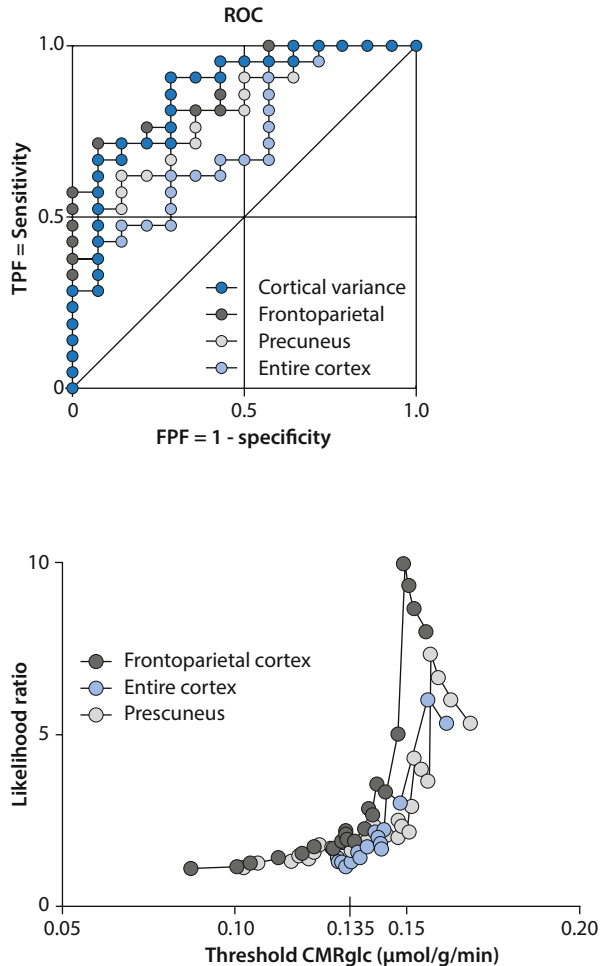 ROC
1.0
0.5
0
TPF = Sensitivity
Cortical variance
Frontoparietal
Precuneus
Entire cortex
0
0.5
1.0
FPF = 1 - specificity
10
5
0
Likelihood ratio
Frontoparietal cortex
Entire cortex
Prescuneus
0.05
0.10
0.135
0.15
0.20
Threshold CMRglc (μmol/g/min)